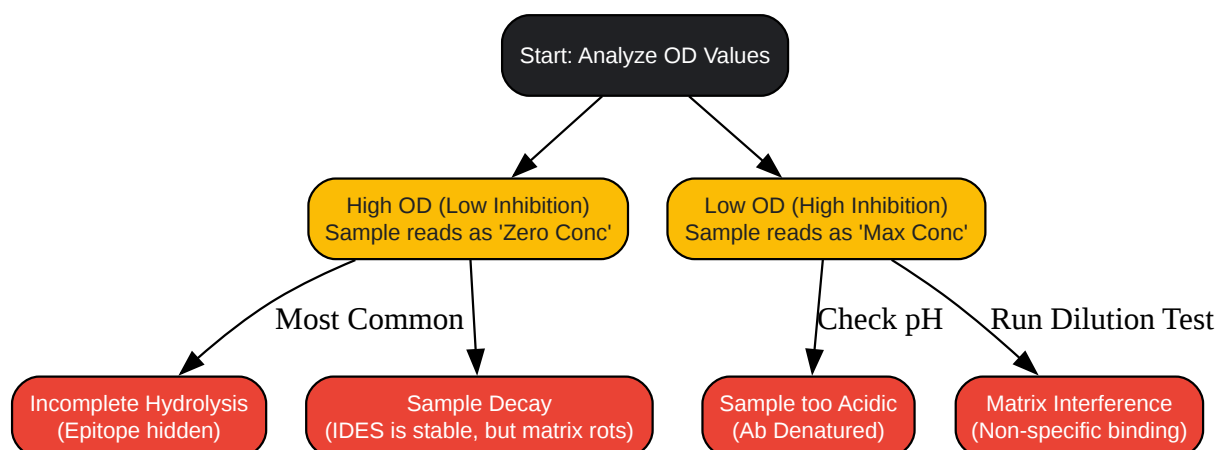 Start: Analyze OD Values
High OD (Low Inhibition)
Sample reads as 'Zero Conc'
Low OD (High Inhibition)
Sample reads as 'Max Conc'
Most Common
Check pH
Run Dilution Test
Incomplete Hydrolysis
(Epitope hidden)
Sample Decay
(IDES is stable, but matrix rots)
Sample too Acidic
(Ab Denatured)
Matrix Interference
(Non-specific binding)